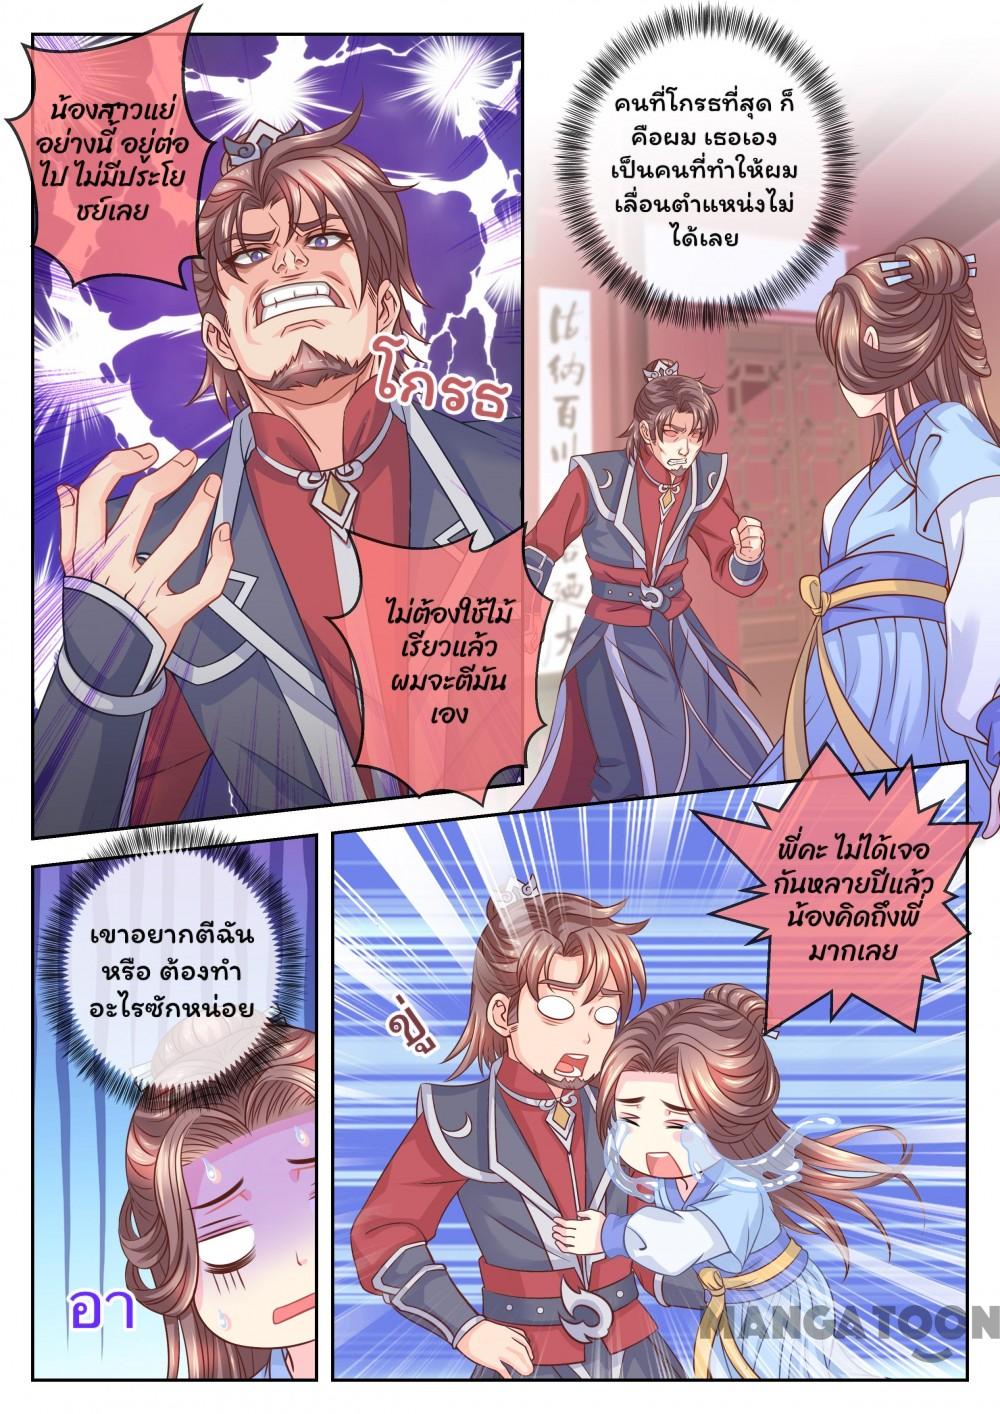 น้องสาวแย่
อย่างนี้ อยู่ต่อ
ไป ไม่มีประโย
ชย์เลย
คนที่โกรธที่สุด ก็
คือผม เธอเอง
เป็นคนที่ทำให้ผม
เลื่อนตำแหน่งไม่
ได้เลย
โกรธ
法
納
百
川
ไม่ต้องใช้ไม้
เรียวแล้ว
ผมจะตีมัน
เอง
พี่คะ ไม่ได้เจอ
กันหลายปีแล้ว
น้องคิดถึงพี่
มากเลย
เขาอยากตีฉัน
หรือ ต้องทำ
อะไรซักหน่อย
ขู่
อา
MANGATOON